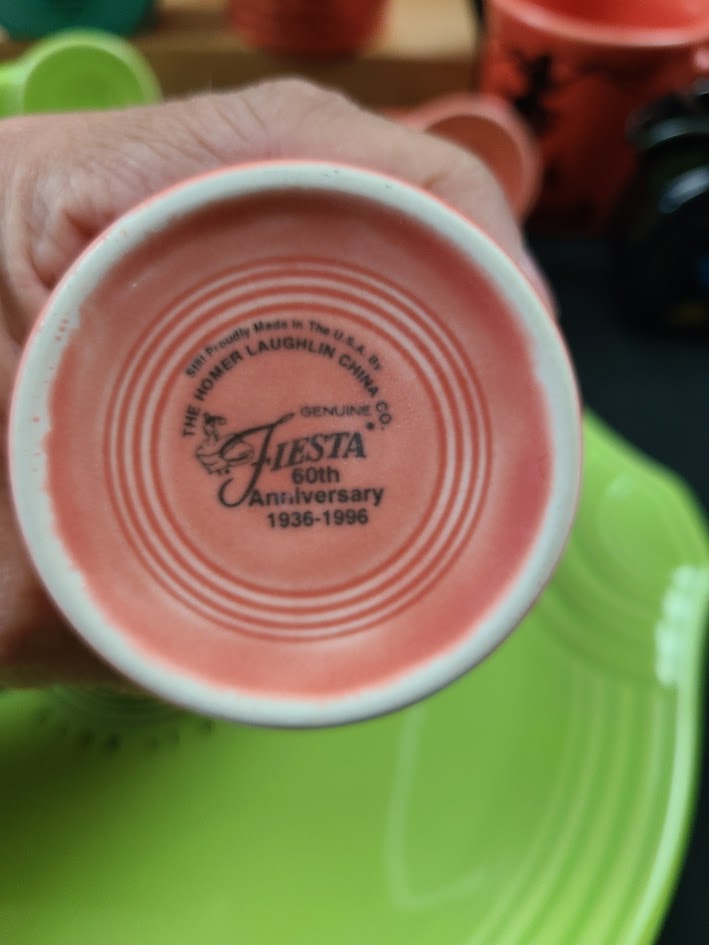 Still Proudly Made In The U.S.A. By
THE HOMER LAUGHLIN CHINA CO.
GENUINE
FIESTA®
60th
Anniversary
1936-1996